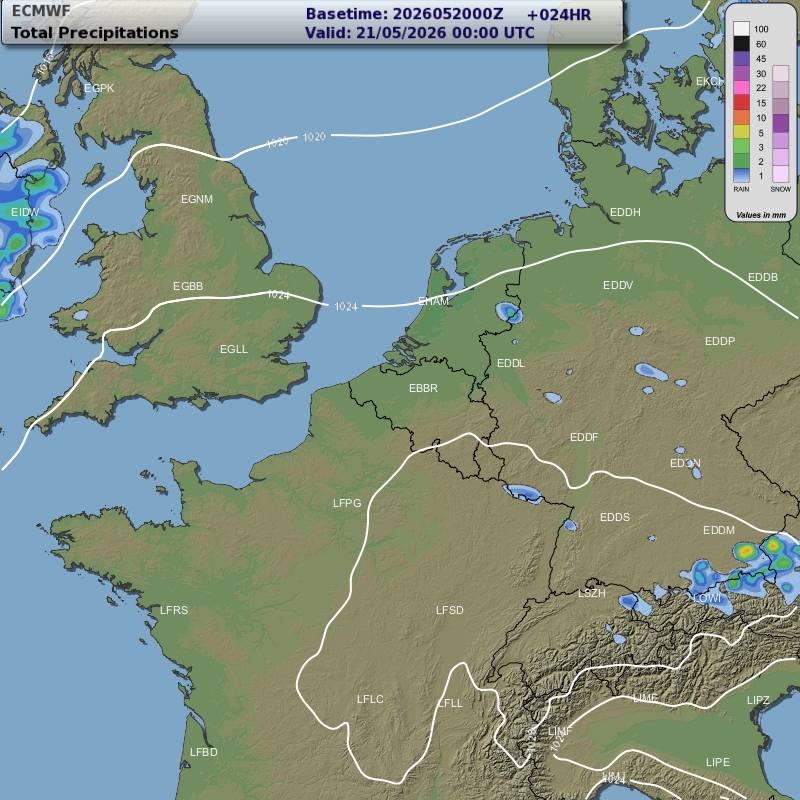 ECMWF
Basetime: 2026052000Z +024HR
Total Precipitations
Valid: 21/05/2026 00:00 UTC
100
60
45
30
22
15
10
5
3
2
1
RAIN SNOW
Values in mm
EGPK
EKCH
1020
1020
EGNM
EIDW
EDDH
EGBB
1024
1024
EHAM
EDDV
EDDB
EGLL
EDDP
EDDL
EBBR
EDDF
EDDN
LFPG
EDDS
EDDM
LSZH
LOWI
LFRS
LFSD
LFLC
LFLL
LIME
LIPZ
LIMF
LFBD
LIPE
LIMJ
1024